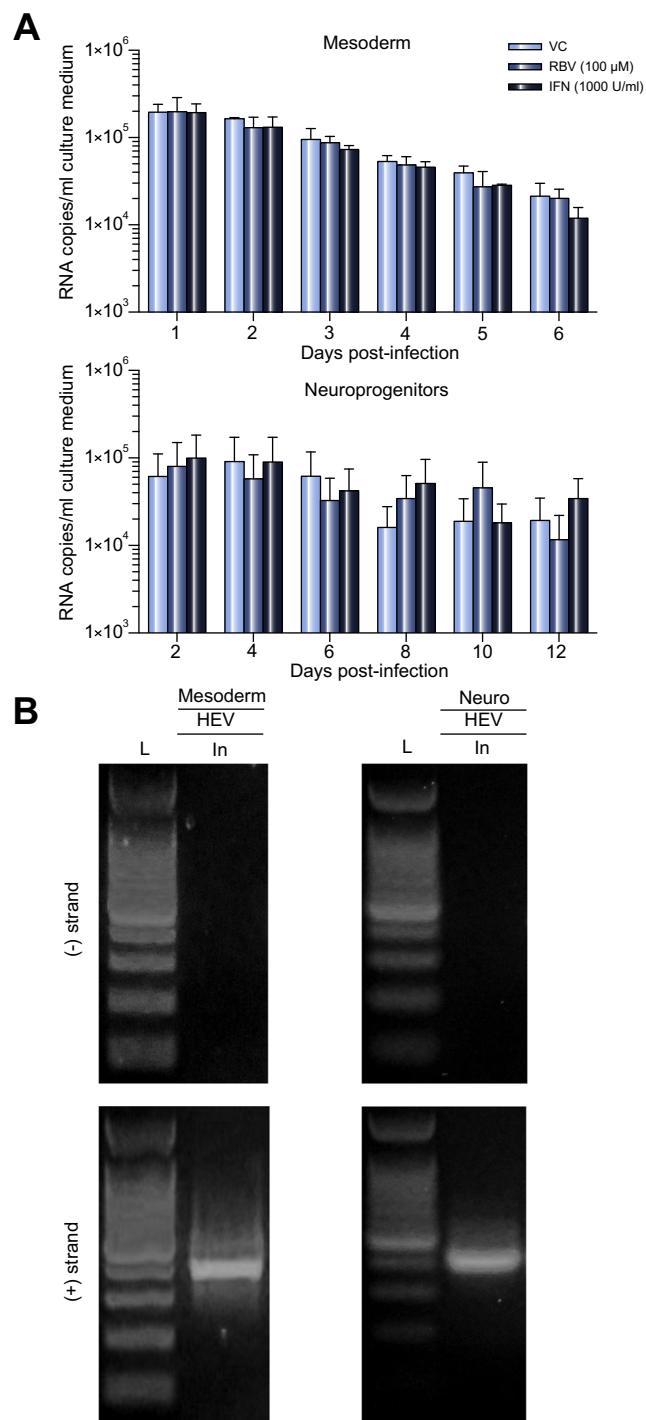 A
Mesoderm
VC
RBV (100 µM)
IFN (1000 U/ml)
RNA copies/ml culture medium
1×10⁶
1×10⁵
1×10⁴
1×10³
1 2 3 4 5 6
Days post-infection
Neuroprogenitors
RNA copies/ml culture medium
1×10⁶
1×10⁵
1×10⁴
1×10³
2 4 6 8 10 12
Days post-infection
B
Mesoderm
HEV
L In
Neuro
HEV
L In
(-) strand
(+) strand